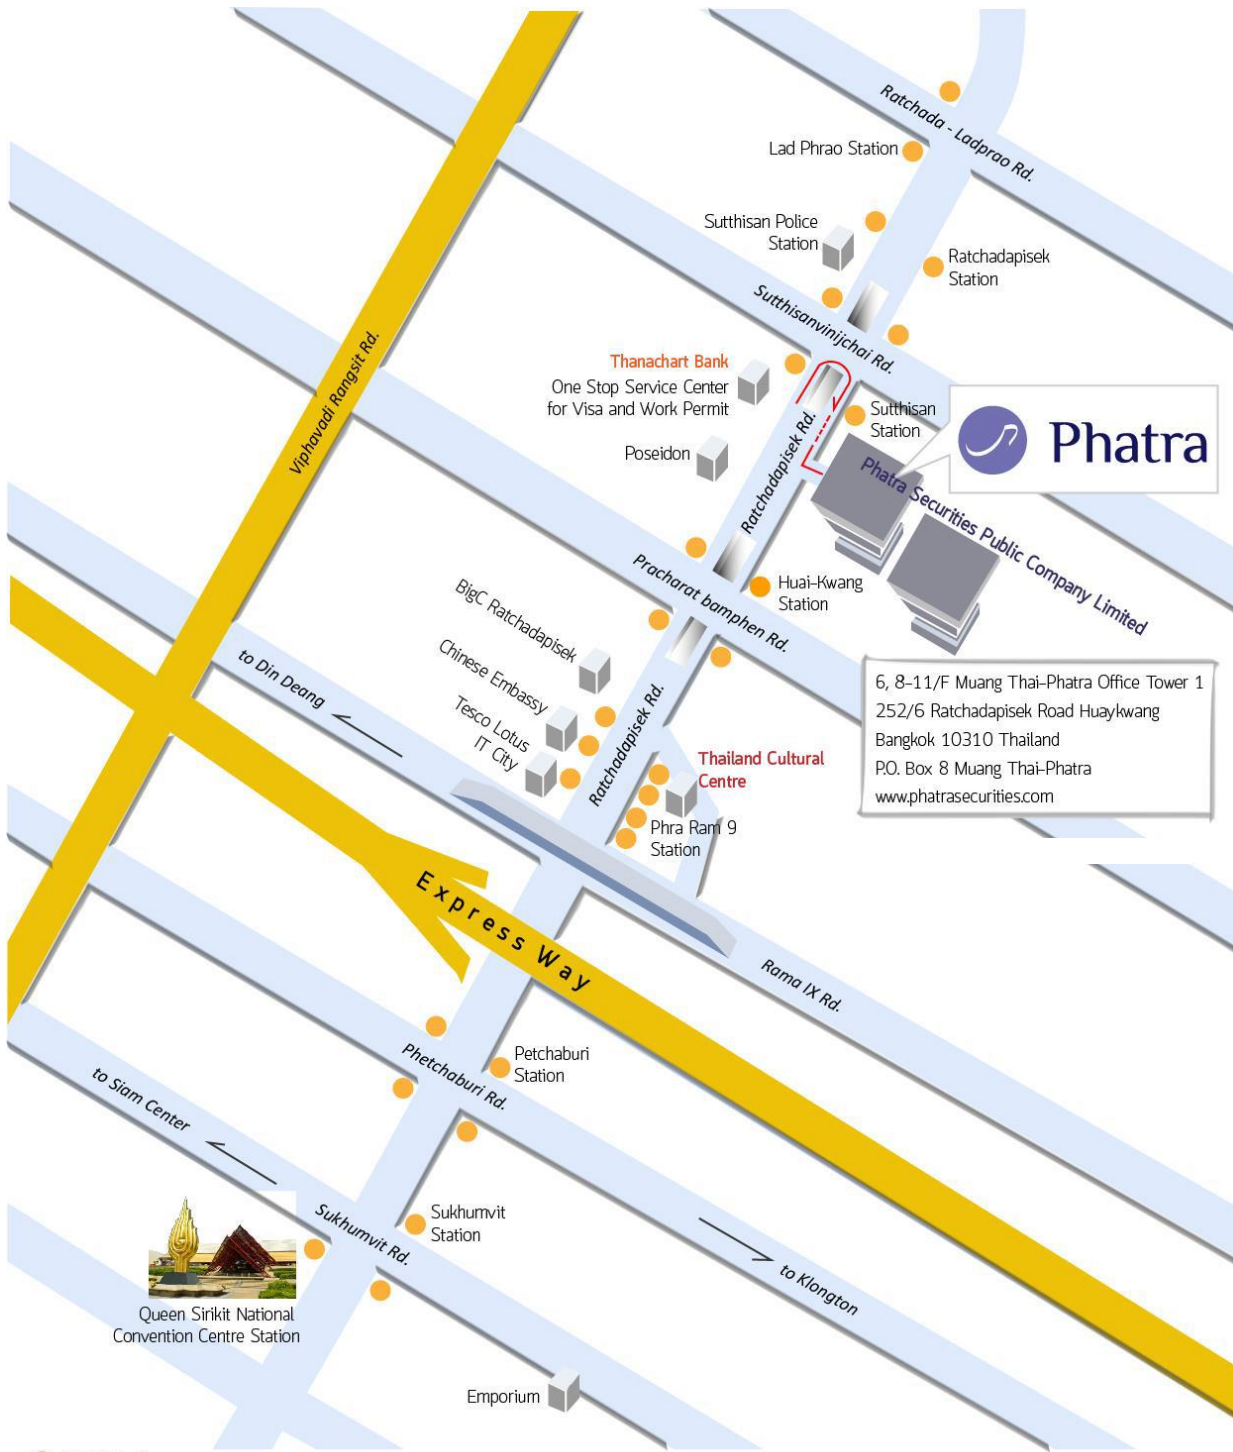 Ratchada - Ladprao Rd.
Lad Phrao Station
Sutthisan Police
Station
Ratchadapisek
Station
Sutthisanvinijchai Rd.
Viphavadi Rangsit Rd.
Thanachart Bank
One Stop Service Center
for Visa and Work Permit
Sutthisan
Station
Phatra
Poseidon
Ratchadapisek Rd.
Phatra Securities Public Company Limited
Pracharat bamphen Rd.
Huai-Kwang
Station
BigC Ratchadapisek
Chinese Embassy
Tesco Lotus
IT City
to Din Deang
Ratchadapisek Rd.
Thailand Cultural
Centre
Phra Ram 9
Station
6, 8-11/F Muang Thai-Phatra Office Tower 1
252/6 Ratchadapisek Road Huaykwang
Bangkok 10310 Thailand
P.O. Box 8 Muang Thai-Phatra
www.phatrasecurities.com
Express Way
Rama IX Rd.
Phetchaburi Rd.
Petchaburi
Station
to Siam Center
Sukhumvit Rd.
Sukhumvit
Station
to Klongton
Queen Sirikit National
Convention Centre Station
Emporium